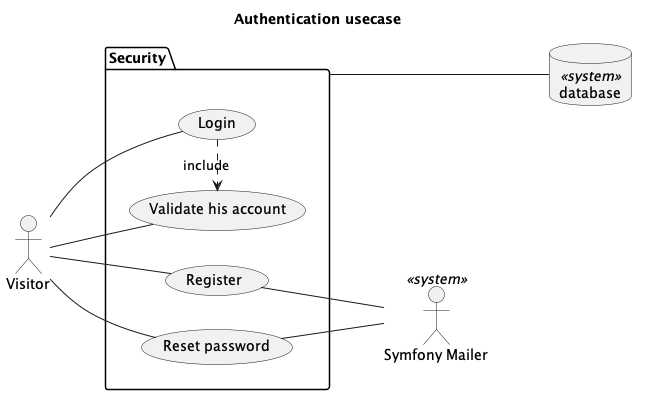 Authentication usecase
Security
«system»
database
Login
include
Validate his account
Visitor
Register
Reset password
«system»
Symfony Mailer